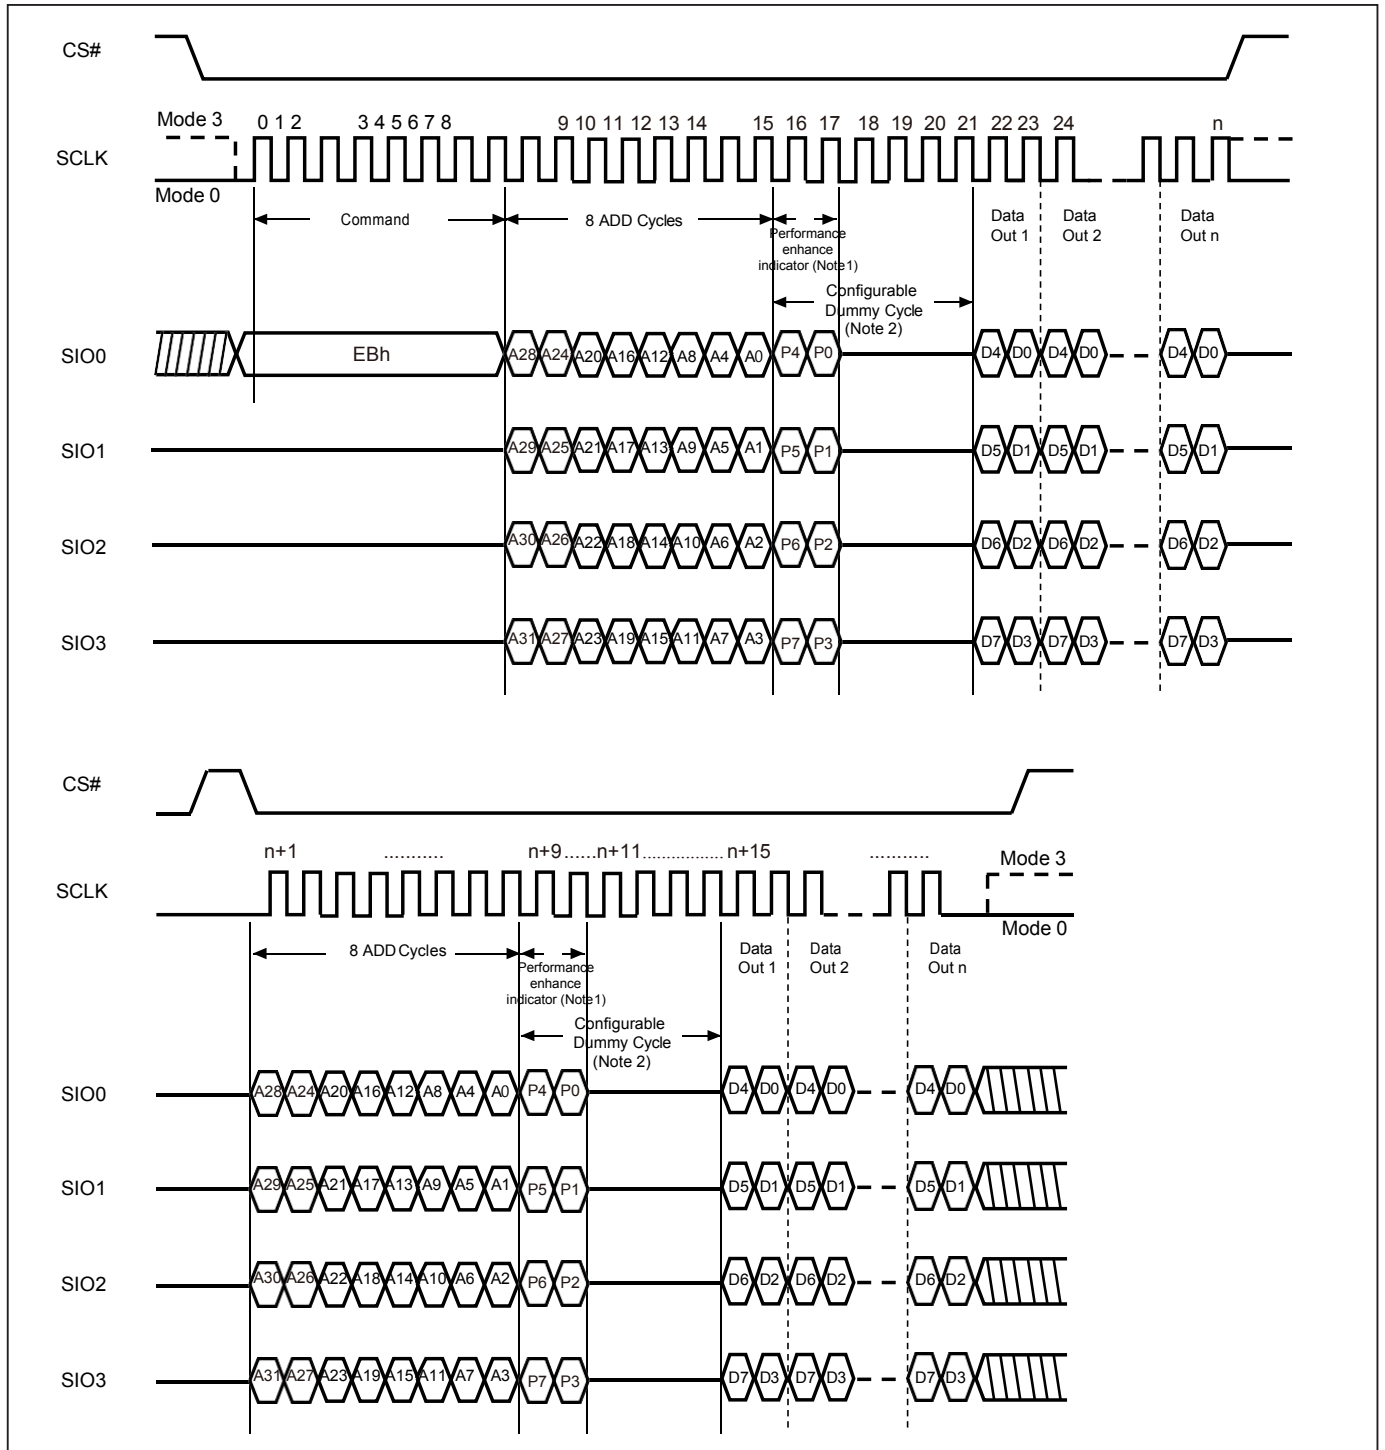 CS#
Mode 3
0 1 2 3 4 5 6 7 8 9 10 11 12 13 14 15 16 17 18 19 20 21 22 23 24 n
SCLK
Mode 0
Command
8 ADD Cycles
Performance
enhance
indicator (Note1)
Data
Out 1
Data
Out 2
Data
Out n
Configurable
Dummy Cycle
(Note 2)
SIO0 EBh A28 A24 A20 A16 A12 A8 A4 A0 P4 P0 D4 D0 D4 D0 D4 D0
SIO1 A29 A25 A21 A17 A13 A9 A5 A1 P5 P1 D5 D1 D5 D1 D5 D1
SIO2 A30 A26 A22 A18 A14 A10 A6 A2 P6 P2 D6 D2 D6 D2 D6 D2
SIO3 A31 A27 A23 A19 A15 A11 A7 A3 P7 P3 D7 D3 D7 D3 D7 D3
CS#
n+1 ........... n+9......n+11................ n+15 ...........
Mode 3
SCLK
Mode 0
8 ADD Cycles
Performance
enhance
indicator (Note1)
Data
Out 1
Data
Out 2
Data
Out n
Configurable
Dummy Cycle
(Note 2)
SIO0 A28 A24 A20 A16 A12 A8 A4 A0 P4 P0 D4 D0 D4 D0 D4 D0
SIO1 A29 A25 A21 A17 A13 A9 A5 A1 P5 P1 D5 D1 D5 D1 D5 D1
SIO2 A30 A26 A22 A18 A14 A10 A6 A2 P6 P2 D6 D2 D6 D2 D6 D2
SIO3 A31 A27 A23 A19 A15 A11 A7 A3 P7 P3 D7 D3 D7 D3 D7 D3